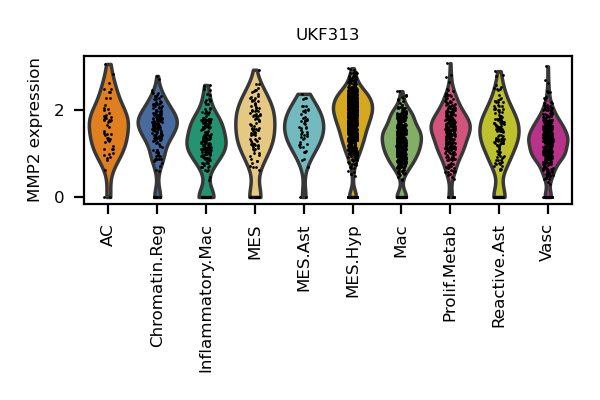 UKF313
MMP2 expression
2
0
AC
Chromatin.Reg
Inflammatory.Mac
MES
MES.Ast
MES.Hyp
Mac
Prolif.Metab
Reactive.Ast
Vasc